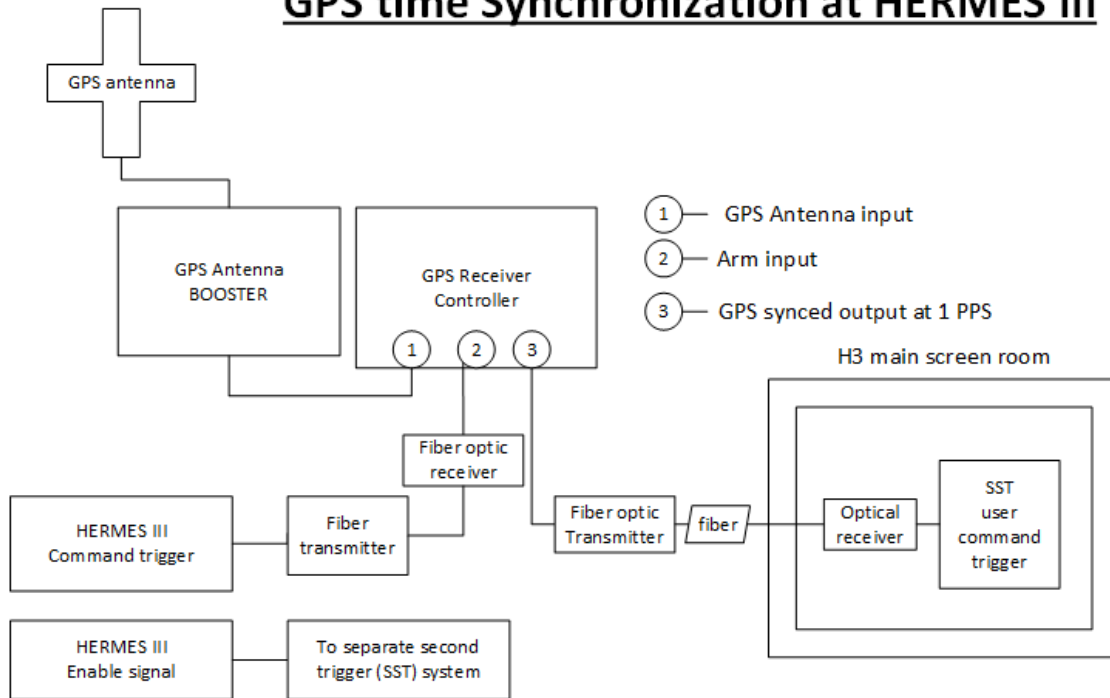 GPS time Synchronization at HERMES III
GPS antenna
GPS Antenna
BOOSTER
GPS Receiver
Controller
1
2
3
1 GPS Antenna input
2 Arm input
3 GPS synced output at 1 PPS
H3 main screen room
Fiber optic
receiver
HERMES III
Command trigger
Fiber
transmitter
Fiber optic
Transmitter
fiber
Optical
receiver
SST
user
command
trigger
HERMES III
Enable signal
To separate second
trigger (SST) system